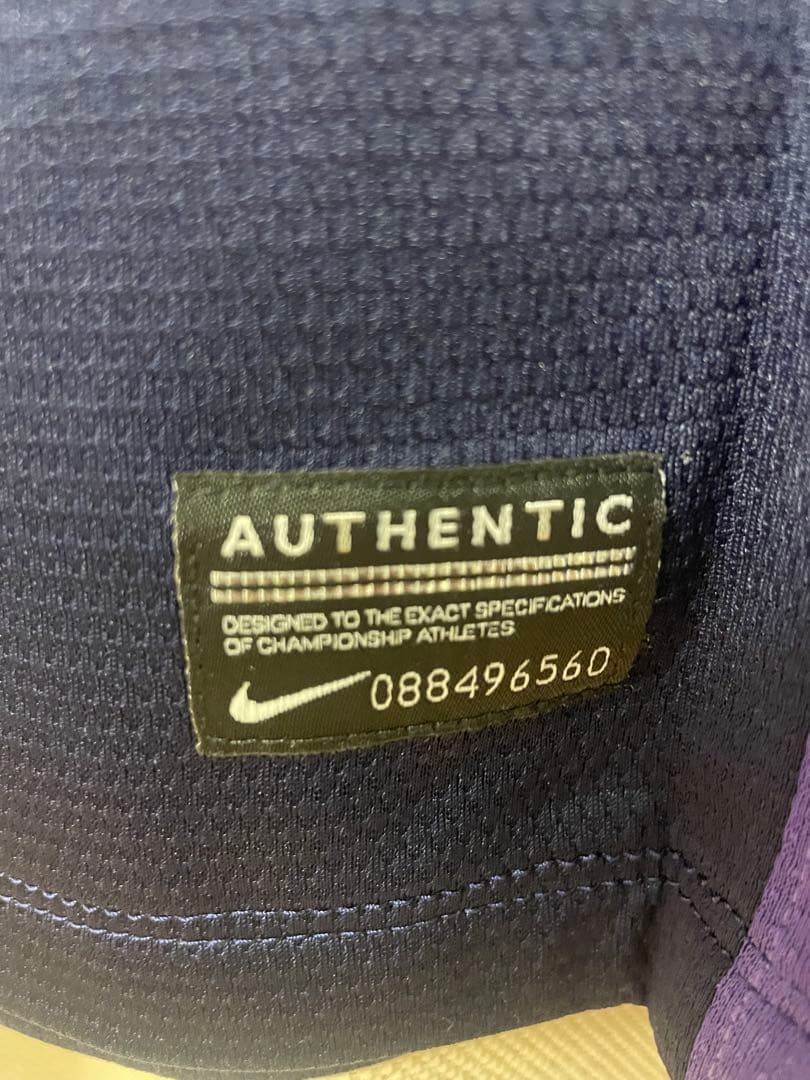 AUTHENTIC
DESIGNED TO THE EXACT SPECIFICATIONS
OF CHAMPIONSHIP ATHLETES
088496560